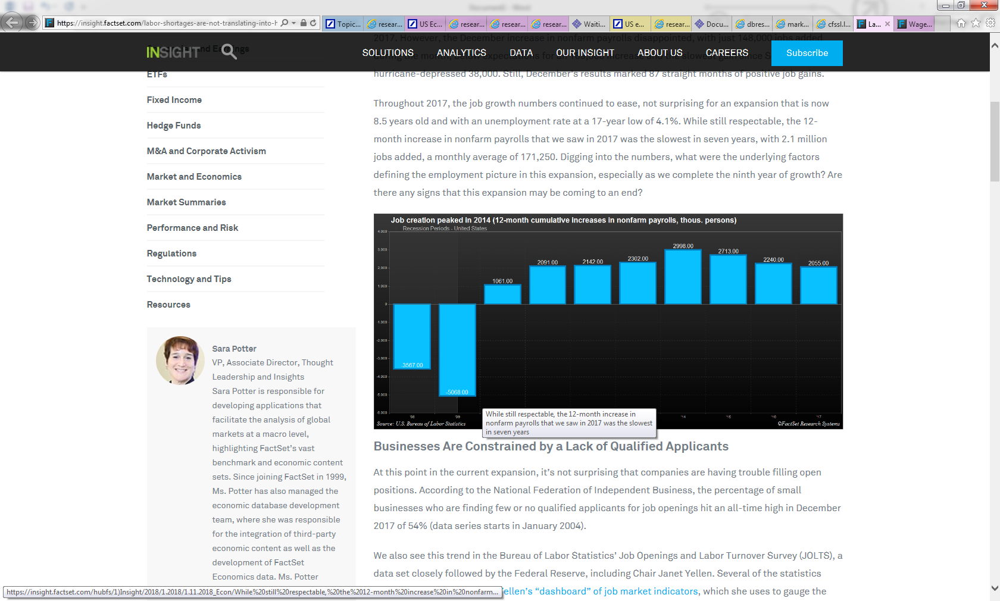 https://insight.factset.com/labor-shortages-are-not-translating-into-h
Topic...
resear...
US Ec...
resear...
resear...
resear...
Waiti...
US e...
resear...
Docu...
dbres...
mark...
cfssl.l...
La...
Wage...
INSIGHT
SOLUTIONS
ANALYTICS
DATA
OUR INSIGHT
ABOUT US
CAREERS
Subscribe
ETFs
Fixed Income
Hedge Funds
M&A and Corporate Activism
Market and Economics
Market Summaries
Performance and Risk
Regulations
Technology and Tips
Resources
Sara Potter
VP, Associate Director, Thought
Leadership and Insights
Sara Potter is responsible for
developing applications that
facilitate the analysis of global
markets at a macro level,
highlighting FactSet's vast
benchmark and economic content
sets. Since joining FactSet in 1999,
Ms. Potter has also managed the
economic database development
team, where she was responsible
for the integration of third-party
economic content as well as the
development of FactSet
Economics data. Ms. Potter
2017. However, the December increase in nonfarm payrolls disappointed, with just 148,000 jobs added
hurricane-depressed 38,000. Still, December's results marked 87 straight months of positive job gains.
Throughout 2017, the job growth numbers continued to ease, not surprising for an expansion that is now
8.5 years old and with an unemployment rate at a 17-year low of 4.1%. While still respectable, the 12-
month increase in nonfarm payrolls that we saw in 2017 was the slowest in seven years, with 2.1 million
jobs added, a monthly average of 171,250. Digging into the numbers, what were the underlying factors
defining the employment picture in this expansion, especially as we complete the ninth year of growth? Are
there any signs that this expansion may be coming to an end?
Job creation peaked in 2014 (12-month cumulative increases in nonfarm payrolls, thous. persons)
Recession Periods - United States
4,000
3,000
2,000
1,000
0
-1,000
-2,000
-3,000
-4,000
-5,000
-6,000
-3567.00
-5068.00
1061.00
2091.00
2142.00
2302.00
2998.00
2713.00
2240.00
2055.00
'08
'09
'14
'15
'16
'17
Source: U.S. Bureau of Labor Statistics
©FactSet Research Systems
While still respectable, the 12-month increase in
nonfarm payrolls that we saw in 2017 was the slowest
in seven years
Businesses Are Constrained by a Lack of Qualified Applicants
At this point in the current expansion, it's not surprising that companies are having trouble filling open
positions. According to the National Federation of Independent Business, the percentage of small
businesses who are finding few or no qualified applicants for job openings hit an all-time high in December
2017 of 54% (data series starts in January 2004).
We also see this trend in the Bureau of Labor Statistics' Job Openings and Labor Turnover Survey (JOLTS), a
data set closely followed by the Federal Reserve, including Chair Janet Yellen. Several of the statistics
ellen's "dashboard" of job market indicators, which she uses to gauge the
https://insight.factset.com/hubfs/1)Insight/2018/1.2018/1.11.2018_Econ/While%20still%20respectable,%20the%2012-month%20increase%20in%20nonfarm...